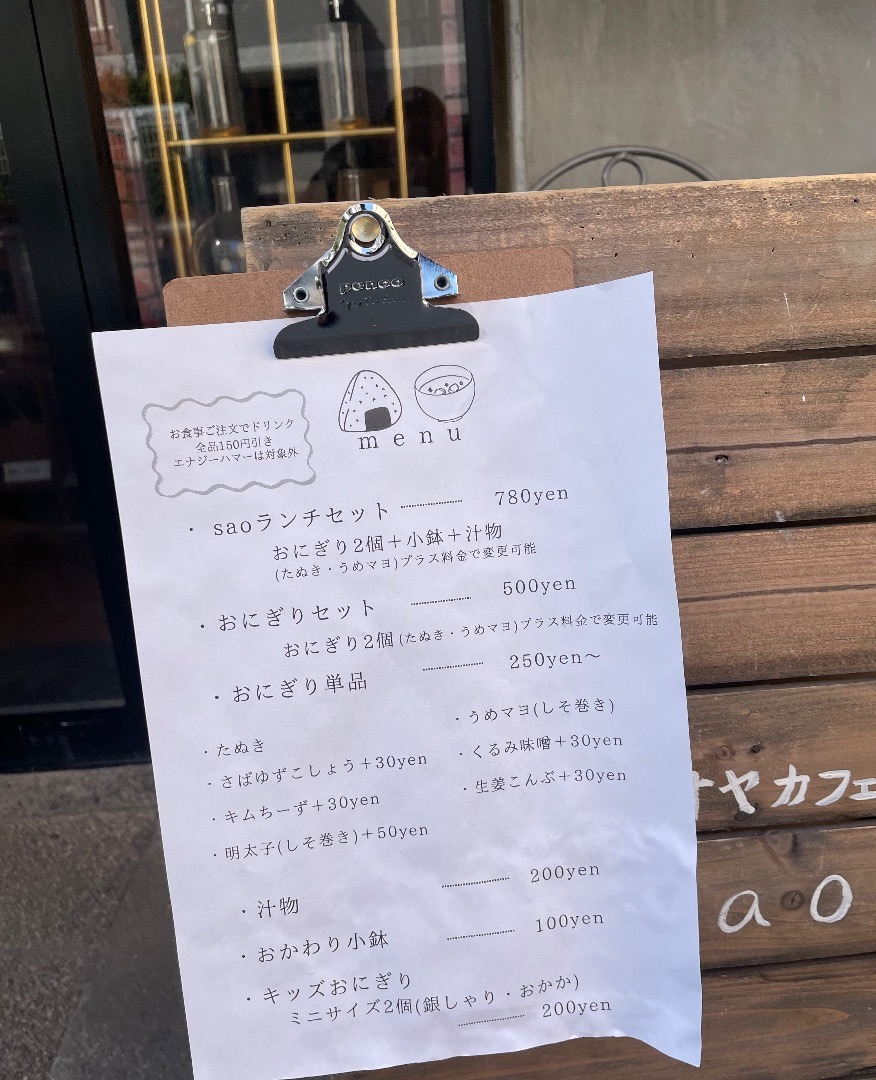 penco
お食事ご注文でドリンク
全品150円引き
エナジーハマーは対象外
menu
・saoランチセット 780yen
おにぎり2個＋小鉢＋汁物
(たぬき・うめマヨ)プラス料金で変更可能
・おにぎりセット 500yen
おにぎり2個(たぬき・うめマヨ)プラス料金で変更可能
・おにぎり単品 250yen〜
・たぬき
・さばゆずこしょう＋30yen
・キムちーず＋30yen
・明太子(しそ巻き)＋50yen
・うめマヨ(しそ巻き)
・くるみ味噌＋30yen
・生姜こんぶ＋30yen
・汁物 200yen
・おかわり小鉢 100yen
・キッズおにぎり
ミニサイズ2個(銀しゃり・おかか)
200yen
ヤカフェ
ao